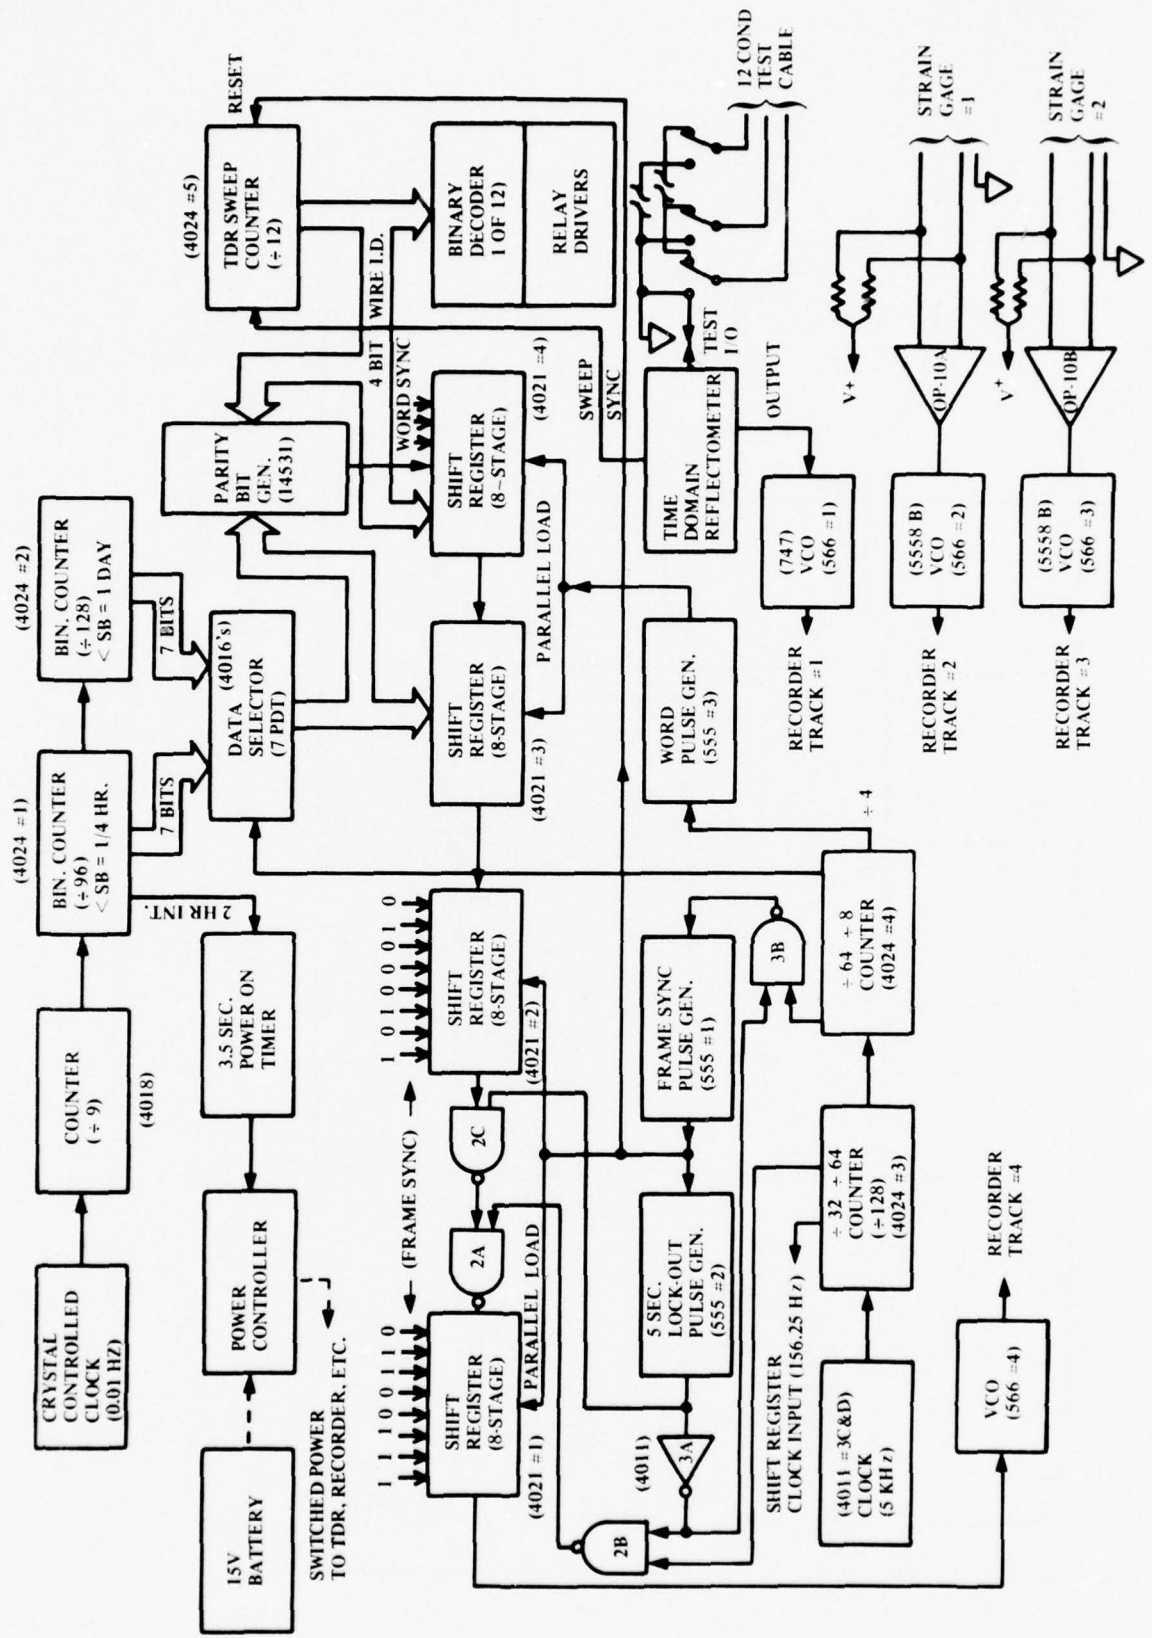 CRYSTAL
CONTROLLED
CLOCK
(0.01 HZ)
COUNTER
(÷ 9)
(4018)
(4024 #1)
BIN. COUNTER
(÷ 96)
< SB = 1/4 HR.
(4024 #2)
BIN. COUNTER
(÷ 128)
< SB = 1 DAY
7 BITS
7 BITS
2 HR INT.
15V
BATTERY
POWER
CONTROLLER
3.5 SEC.
POWER ON
TIMER
SWITCHED POWER
TO TDR, RECORDER, ETC.
(4016's)
DATA
SELECTOR
(7 PDT)
PARITY
BIT
GEN.
(14531)
(4024 #5)
TDR SWEEP
COUNTER
(÷ 12)
RESET
4 BIT WIRE I.D.
WORD SYNC
BINARY
DECODER
1 OF 12)
RELAY
DRIVERS
1 1 1 0 0 1 1 0
(FRAME SYNC)
1 0 1 0 0 0 1 0
SHIFT
REGISTER
(8-STAGE)
(4021 #1)
PARALLEL LOAD
2A
2C
SHIFT
REGISTER
(8-STAGE)
(4021 #2)
SHIFT
REGISTER
(8-STAGE)
(4021 #3)
PARALLEL LOAD
SHIFT
REGISTER
(8-STAGE)
(4021 #4)
SWEEP
SYNC
12 COND
TEST
CABLE
TEST
I/O
2B
(4011)
3A
5 SEC.
LOCK-OUT
PULSE GEN.
(555 #2)
FRAME SYNC
PULSE GEN.
(555 #1)
3B
WORD
PULSE GEN.
(555 #3)
TIME
DOMAIN
REFLECTOMETER
OUTPUT
SHIFT REGISTER
CLOCK INPUT (156.25 Hz)
(4011 #3C&D)
CLOCK
(5 KHz)
÷ 32 ÷ 64
COUNTER
(÷128)
(4024 #3)
÷ 64 ÷ 8
COUNTER
(4024 #4)
÷ 4
VCO
(566 #4)
RECORDER
TRACK #4
RECORDER
TRACK #1
(747)
VCO
(566 #1)
V+
RECORDER
TRACK #2
(5558 B)
VCO
(566 #2)
OP-10A
STRAIN
GAGE
#1
V+
RECORDER
TRACK #3
(5558 B)
VCO
(566 #3)
OP-10B
STRAIN
GAGE
#2